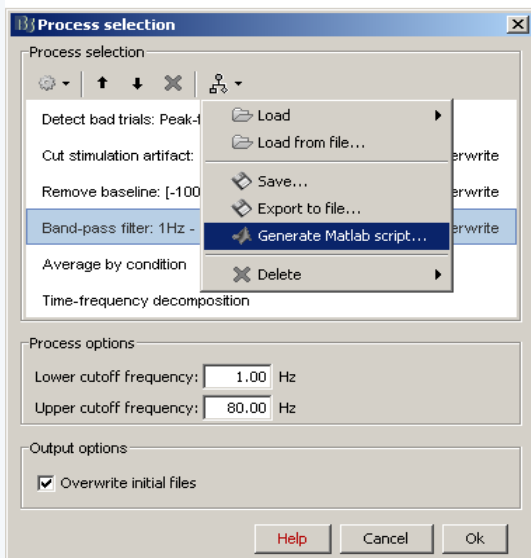 Process selection
Process selection
Detect bad trials: Peak-t
Cut stimulation artifact: erwrite
Remove baseline: [-100 erwrite
Band-pass filter: 1Hz - erwrite
Average by condition
Time-frequency decomposition
Load
Load from file...
Save...
Export to file...
Generate Matlab script...
Delete
Process options
Lower cutoff frequency: 1.00 Hz
Upper cutoff frequency: 80.00 Hz
Output options
Overwrite initial files
Help Cancel Ok